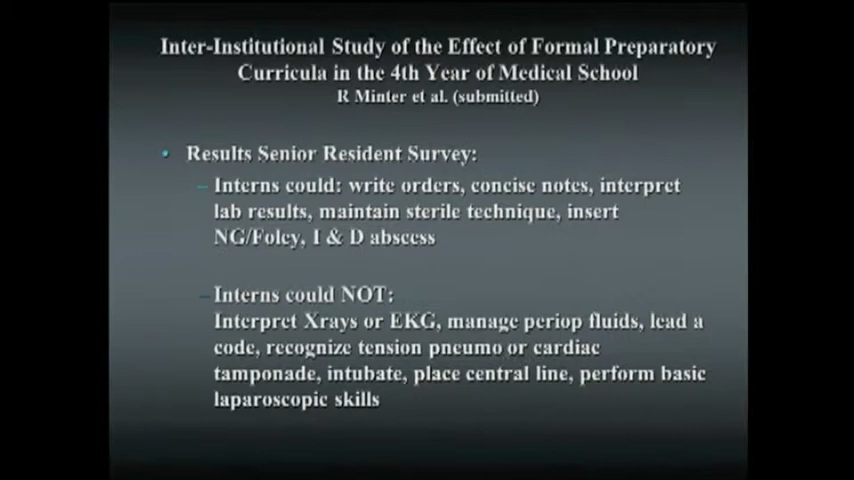 Inter-Institutional Study of the Effect of Formal Preparatory
Curricula in the 4th Year of Medical School
R Minter et al. (submitted)
• Results Senior Resident Survey:
– Interns could: write orders, concise notes, interpret
lab results, maintain sterile technique, insert
NG/Foley, I & D abscess
– Interns could NOT:
Interpret Xrays or EKG, manage periop fluids, lead a
code, recognize tension pneumo or cardiac
tamponade, intubate, place central line, perform basic
laparoscopic skills